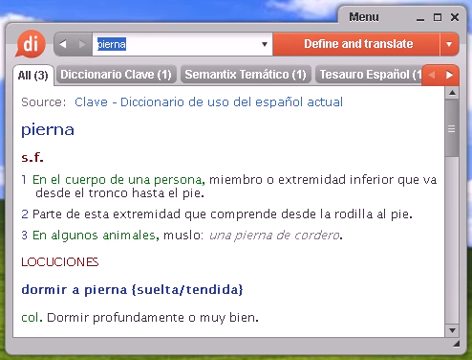 Menu
di
pierna
Define and translate
All (3)
Diccionario Clave (1)
Semantix Temático (1)
Tesauro Español (1
Source: Clave - Diccionario de uso del español actual
pierna
s.f.
1 En el cuerpo de una persona, miembro o extremidad inferior que va
desde el tronco hasta el pie.
2 Parte de esta extremidad que comprende desde la rodilla al pie.
3 En algunos animales, muslo: una pierna de cordero.
LOCUCIONES
dormir a pierna {suelta/tendida}
col. Dormir profundamente o muy bien.